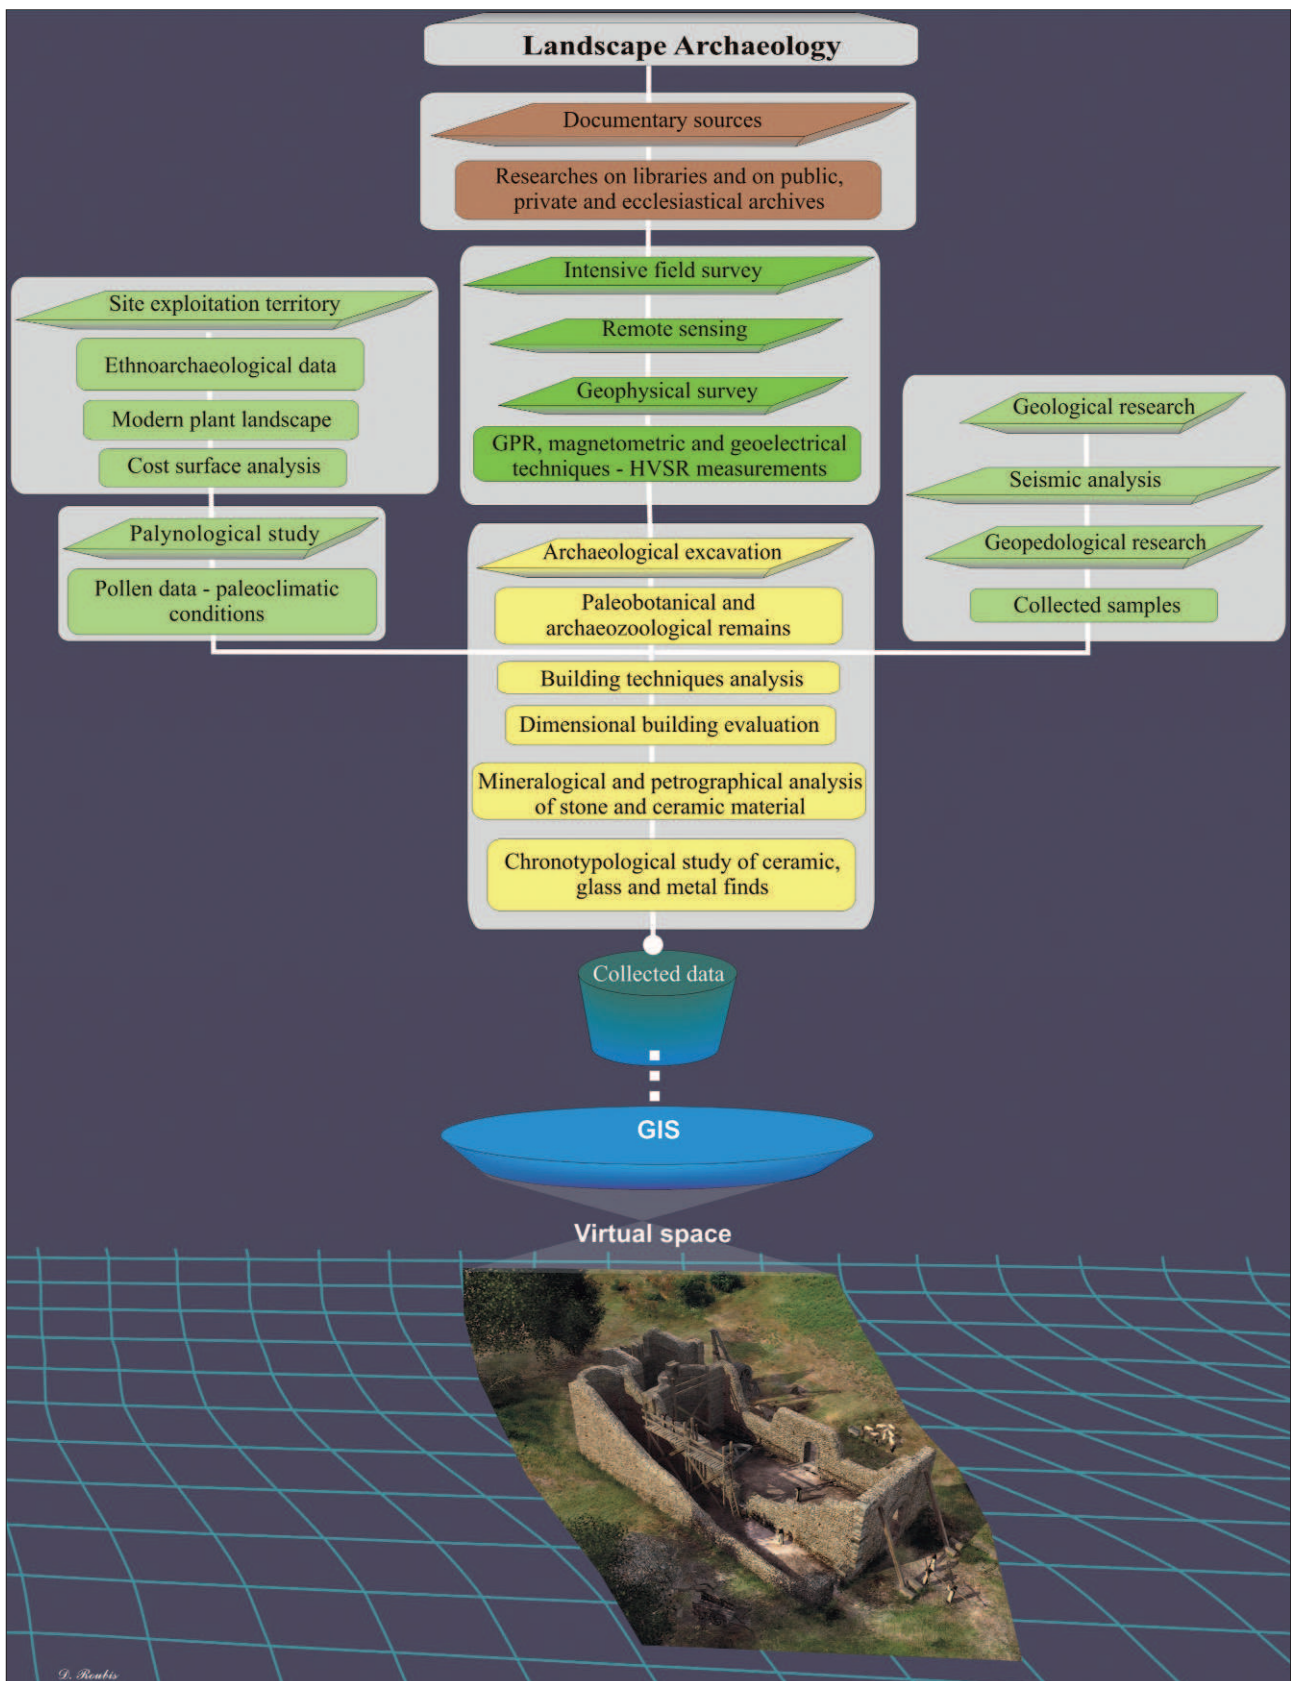 Landscape Archaeology
Documentary sources
Researches on libraries and on public,
private and ecclesiastical archives
Intensive field survey
Remote sensing
Geophysical survey
GPR, magnetometric and geoelectrical
techniques - HVSR measurements
Site exploitation territory
Ethnoarchaeological data
Modern plant landscape
Cost surface analysis
Palynological study
Pollen data - paleoclimatic
conditions
Geological research
Seismic analysis
Geopedological research
Collected samples
Archaeological excavation
Paleobotanical and
archaeozoological remains
Building techniques analysis
Dimensional building evaluation
Mineralogical and petrographical analysis
of stone and ceramic material
Chronotypological study of ceramic,
glass and metal finds
Collected data
GIS
Virtual space
D. Roubis